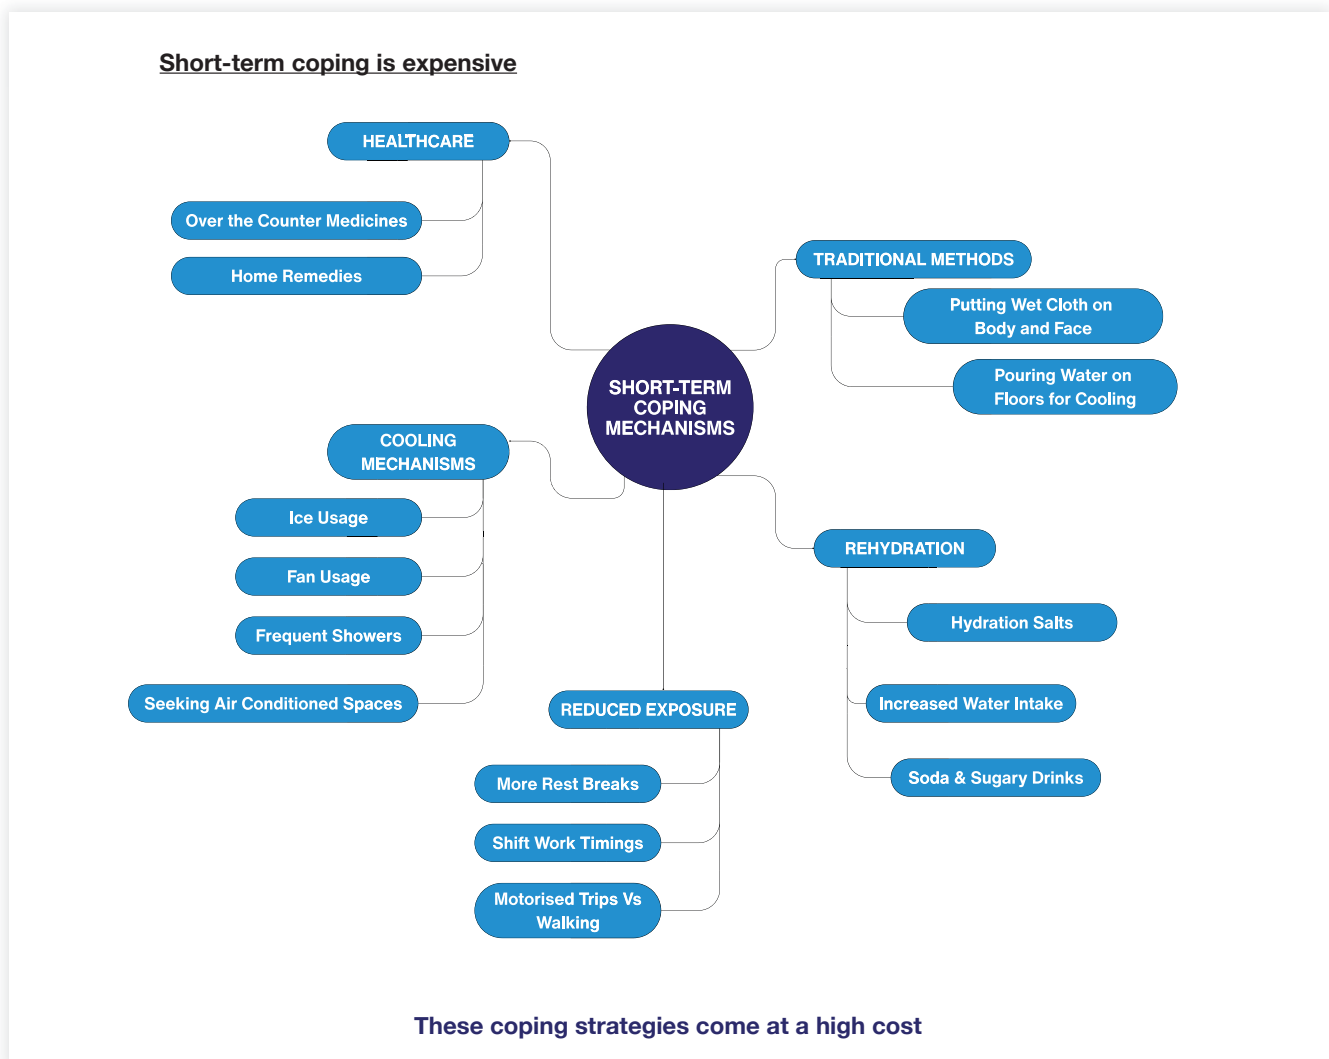 Short-term coping is expensive
HEALTHCARE
Over the Counter Medicines
Home Remedies
TRADITIONAL METHODS
Putting Wet Cloth on
Body and Face
Pouring Water on
Floors for Cooling
SHORT-TERM
COPING
MECHANISMS
COOLING
MECHANISMS
Ice Usage
Fan Usage
Frequent Showers
Seeking Air Conditioned Spaces
REHYDRATION
Hydration Salts
Increased Water Intake
Soda & Sugary Drinks
REDUCED EXPOSURE
More Rest Breaks
Shift Work Timings
Motorised Trips Vs
Walking
These coping strategies come at a high cost